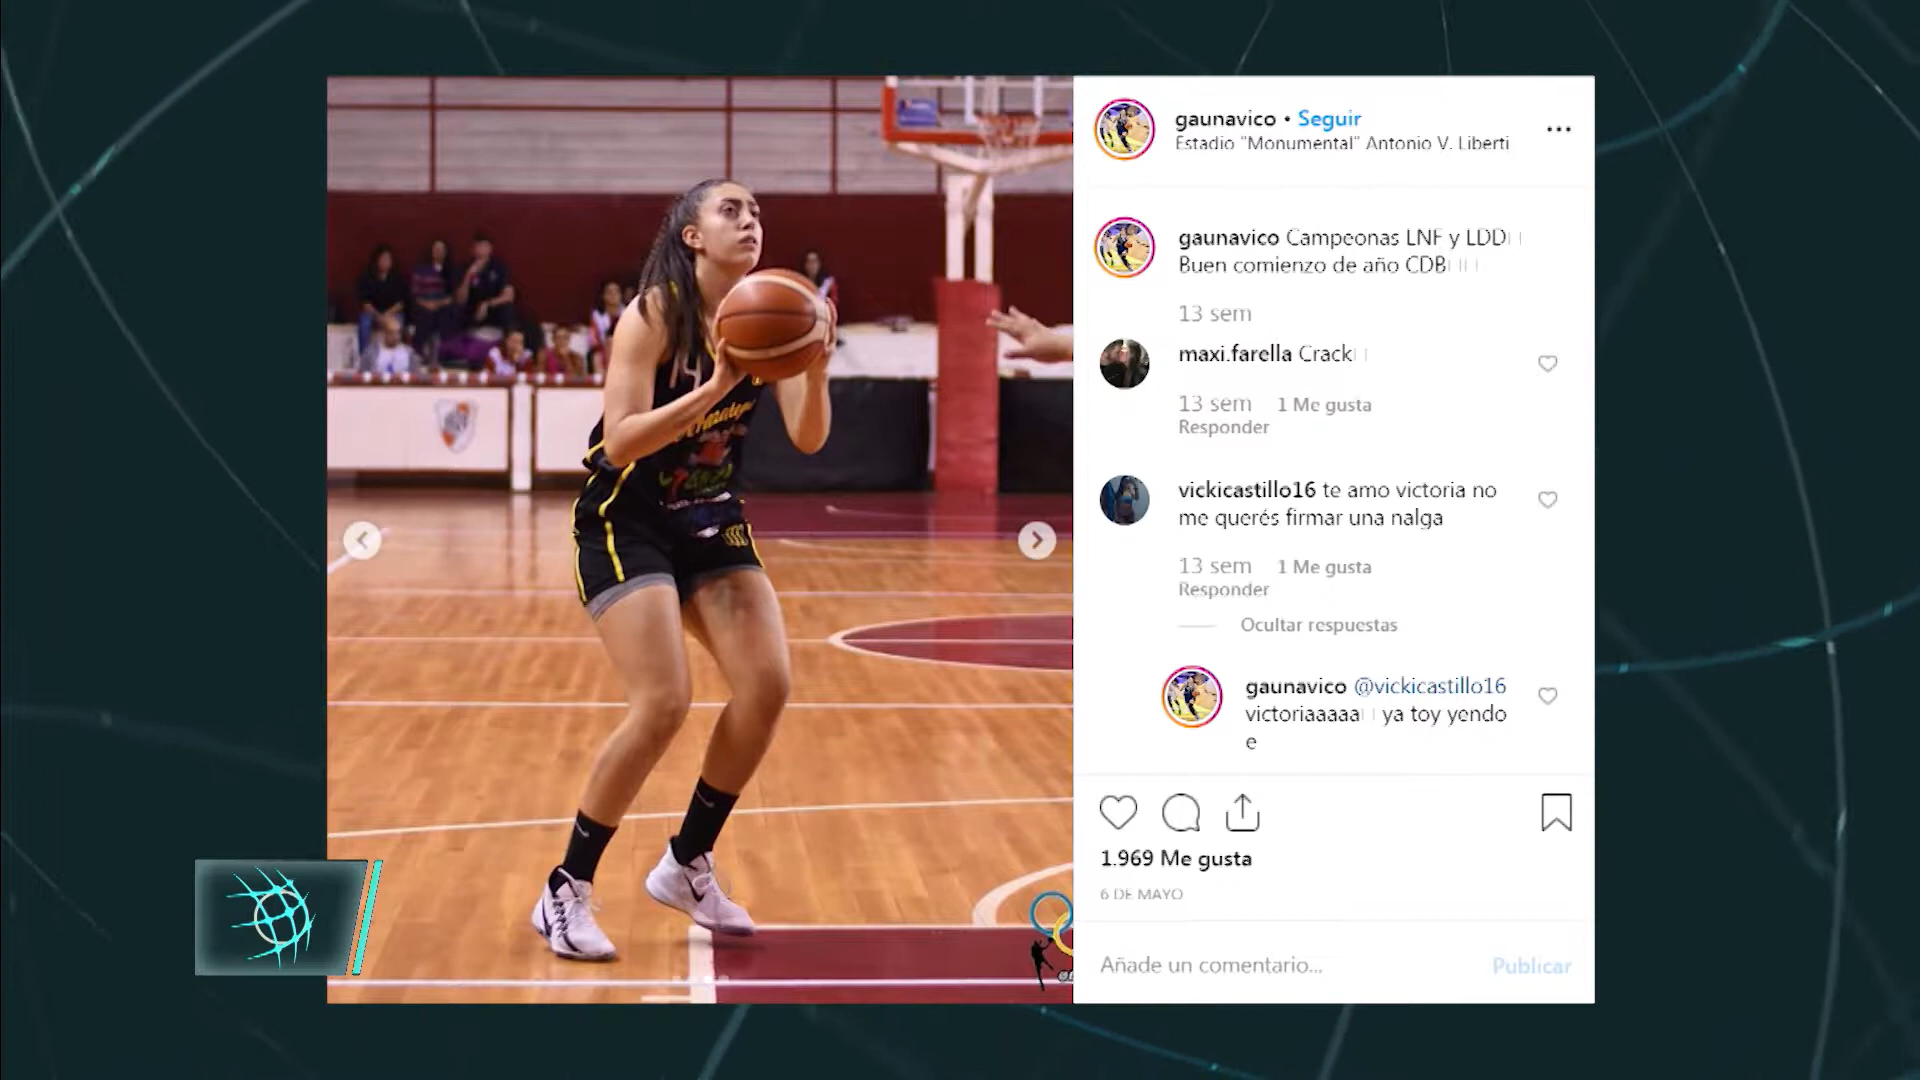 gaunavico • Seguir
Estadio "Monumental" Antonio V. Liberti
gaunavico Campeonas LNF y LDD
Buen comienzo de año CDB
13 sem
maxi.farella Crack
13 sem 1 Me gusta
Responder
vickicastillo16 te amo victoria no
me querés firmar una nalga
13 sem 1 Me gusta
Responder
Ocultar respuestas
gaunavico @vickicastillo16
victoriaaaaa ya toy yendo
e
1.969 Me gusta
6 DE MAYO
Añade un comentario...
Publicar
14